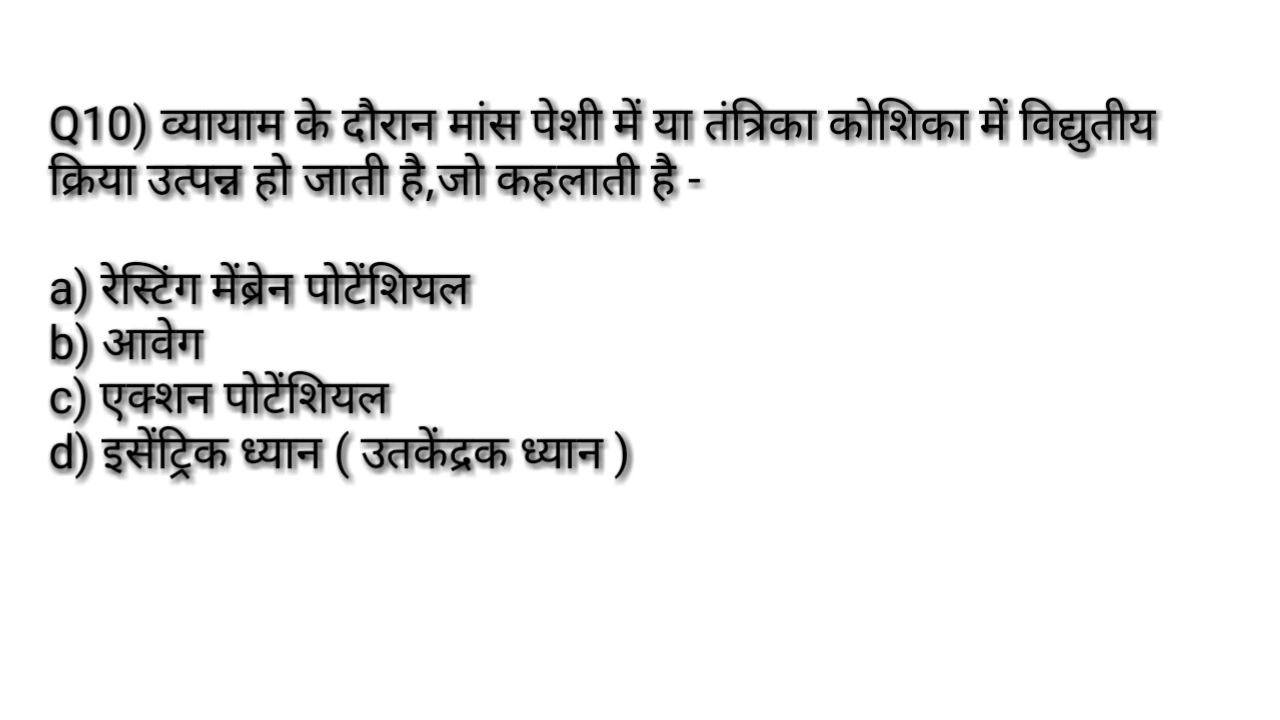 Q10) व्यायाम के दौरान मांस पेशी में या तंत्रिका कोशिका में विद्युतीय
क्रिया उत्पन्न हो जाती है,जो कहलाती है -
a) रेस्टिंग मेंब्रेन पोटेंशियल
b) आवेग
c) एक्शन पोटेंशियल
d) इसेंट्रिक ध्यान ( उतकेंद्रक ध्यान )